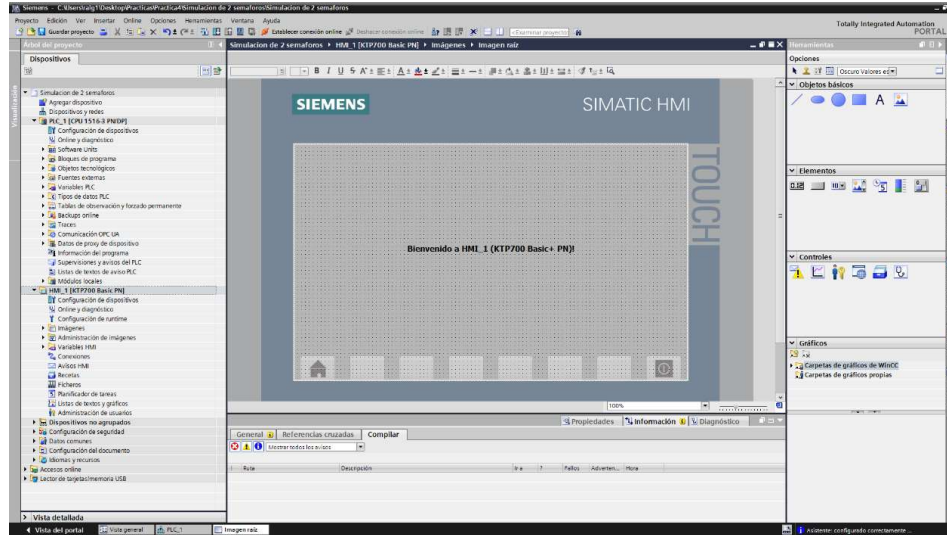 Siemens - C:\Users\ralg1\Desktop\Practicas\Practica4\Simulacion de 2 semaforos\Simulacion de 2 semaforos
Proyecto Edición Ver Insertar Online Opciones Herramientas Ventana Ayuda
Totally Integrated Automation
PORTAL
Guardar proyecto Establecer conexión online Deshacer conexión online <Examinar proyecto>
Árbol del proyecto
Simulacion de 2 semaforos HMI_1 [KTP700 Basic PN] Imágenes Imagen raíz
Herramientas
Dispositivos
Opciones
Oscuro Valores es
Simulacion de 2 semaforos
Agregar dispositivo
Dispositivos y redes
PLC_1 [CPU 1516-3 PN/DP]
Configuración de dispositivos
Online y diagnóstico
Software Units
Bloques de programa
Objetos tecnológicos
Fuentes externas
Variables PLC
Tipos de datos PLC
Tablas de observación y forzado permanente
Backups online
Traces
Comunicación OPC UA
Datos de proxy de dispositivo
Información del programa
Supervisiones y avisos del PLC
Listas de textos de aviso PLC
Módulos locales
HMI_1 [KTP700 Basic PN]
Configuración de dispositivos
Online y diagnóstico
Configuración de runtime
Imágenes
Administración de imágenes
Variables HMI
Conexiones
Avisos HMI
Recetas
Ficheros
Planificador de tareas
Listas de textos y gráficos
Administración de usuarios
Dispositivos no agrupados
Configuración de seguridad
Datos comunes
Configuración del documento
Idiomas y recursos
Accesos online
Lector de tarjetas/memoria USB
Vista detallada
Visualización
SIEMENS
SIMATIC HMI
TOUCH
Bienvenido a HMI_1 (KTP700 Basic+ PN)!
100%
Propiedades Información Diagnóstico
General Referencias cruzadas Compilar
Mostrar todos los avisos
! Ruta Descripción Ir a ? Fallos Adverten... Hora
Objetos básicos
A
Elementos
Controles
Gráficos
Carpetas de gráficos de WinCC
Carpetas de gráficos propias
Vista del portal Vista general PLC_1 Imagen raíz
Asistente: configurado correctamente ...